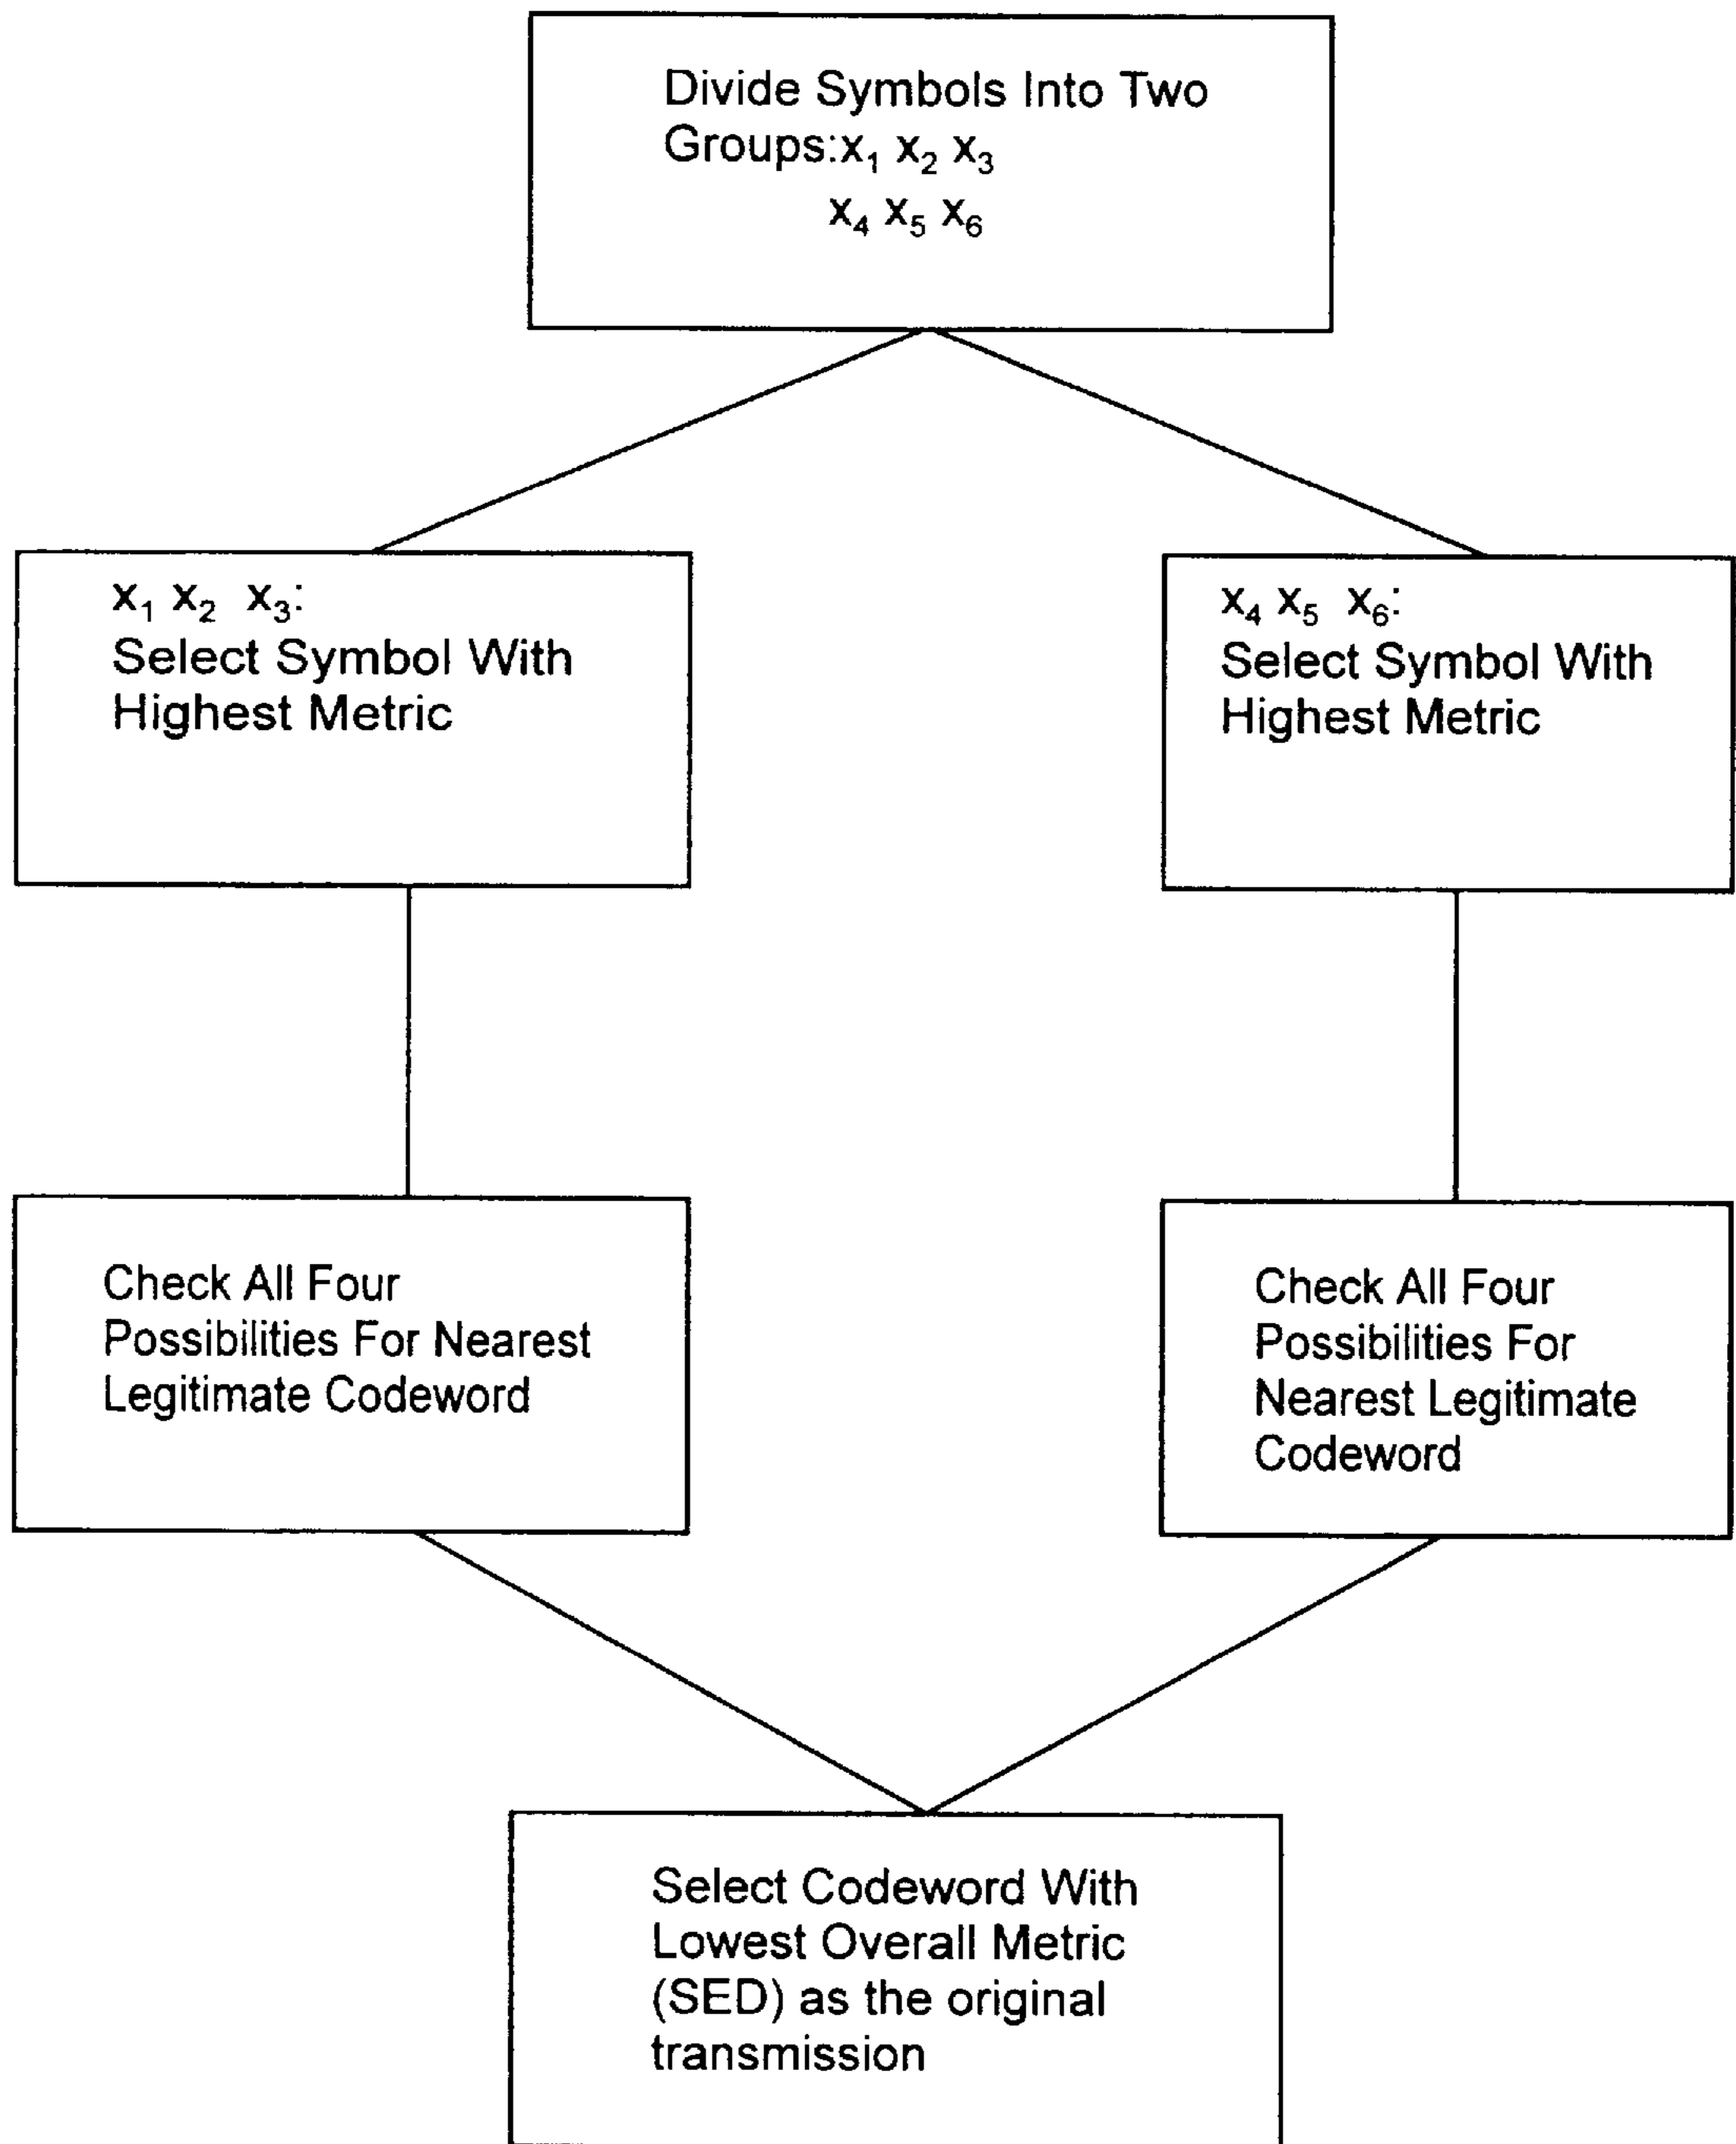 Divide Symbols Into Two
Groups:x₁ x₂ x₃
x₄ x₅ x₆
x₁ x₂ x₃:
Select Symbol With
Highest Metric
x₄ x₅ x₆:
Select Symbol With
Highest Metric
Check All Four
Possibilities For Nearest
Legitimate Codeword
Check All Four
Possibilities For
Nearest Legitimate
Codeword
Select Codeword With
Lowest Overall Metric
(SED) as the original
transmission